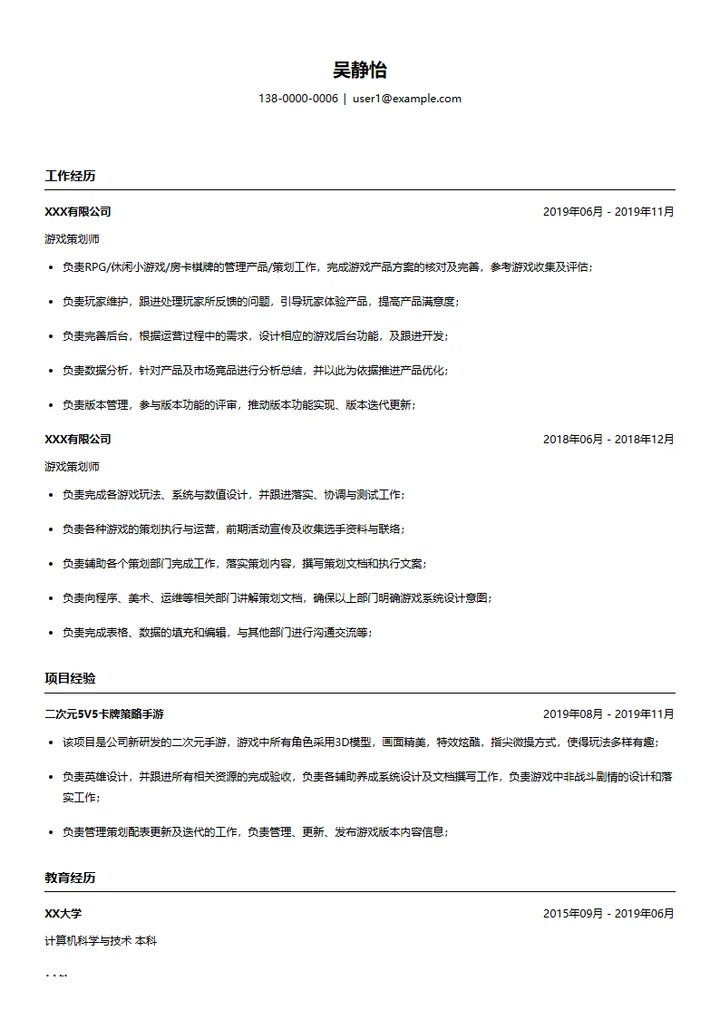 吴静怡
138-0000-0006 | user1@example.com
工作经历
XXX有限公司 2019年06月 - 2019年11月
游戏策划师
• 负责RPG/休闲小游戏/房卡棋牌的管理产品/策划工作，完成游戏产品方案的核对及完善，参考游戏收集及评估；
• 负责玩家维护，跟进处理玩家所反馈的问题，引导玩家体验产品，提高产品满意度；
• 负责完善后台，根据运营过程中的需求，设计相应的游戏后台功能，及跟进开发；
• 负责数据分析，针对产品及市场竞品进行分析总结，并以此为依据推进产品优化；
• 负责版本管理，参与版本功能的评审，推动版本功能实现、版本迭代更新；
XXX有限公司 2018年06月 - 2018年12月
游戏策划师
• 负责完成各游戏玩法、系统与数值设计，并跟进落实、协调与测试工作；
• 负责各种游戏的策划执行与运营，前期活动宣传及收集选手资料与联络；
• 负责辅助各个策划部门完成工作，落实策划内容，撰写策划文档和执行文案；
• 负责向程序、美术、运维等相关部门讲解策划文档，确保以上部门明确游戏系统设计意图；
• 负责完成表格、数据的填充和编辑，与其他部门进行沟通交流等；
项目经验
二次元5V5卡牌策略手游 2019年08月 - 2019年11月
• 该项目是公司新研发的二次元手游，游戏中所有角色采用3D模型，画面精美，特效炫酷，指尖微操方式，使得玩法多样有趣；
• 负责英雄设计，并跟进所有相关资源的完成验收，负责各辅助养成系统设计及文档撰写工作，负责游戏中非战斗剧情的设计和落
实工作；
• 负责管理策划配表更新及迭代的工作，负责管理、更新、发布游戏版本内容信息；
教育经历
XX大学 2015年09月 - 2019年06月
计算机科学与技术 本科